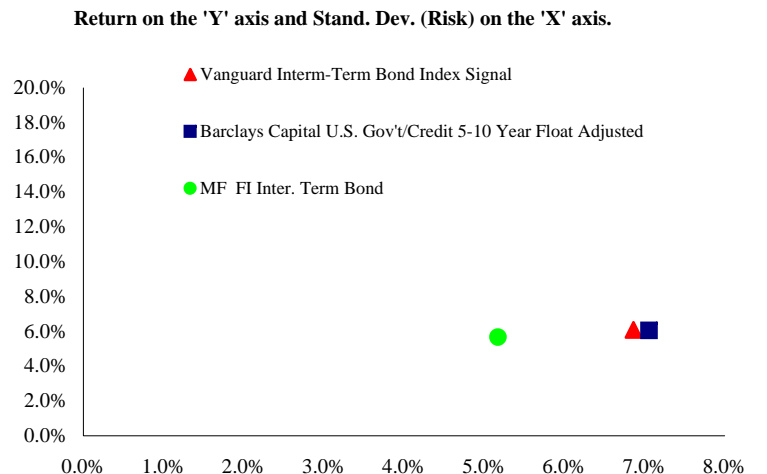 Return on the 'Y' axis and Stand. Dev. (Risk) on the 'X' axis.
Vanguard Interm-Term Bond Index Signal
Barclays Capital U.S. Gov't/Credit 5-10 Year Float Adjusted
MF  FI Inter. Term Bond
20.0%
18.0%
16.0%
14.0%
12.0%
10.0%
8.0%
6.0%
4.0%
2.0%
0.0%
0.0% 1.0% 2.0% 3.0% 4.0% 5.0% 6.0% 7.0% 8.0%